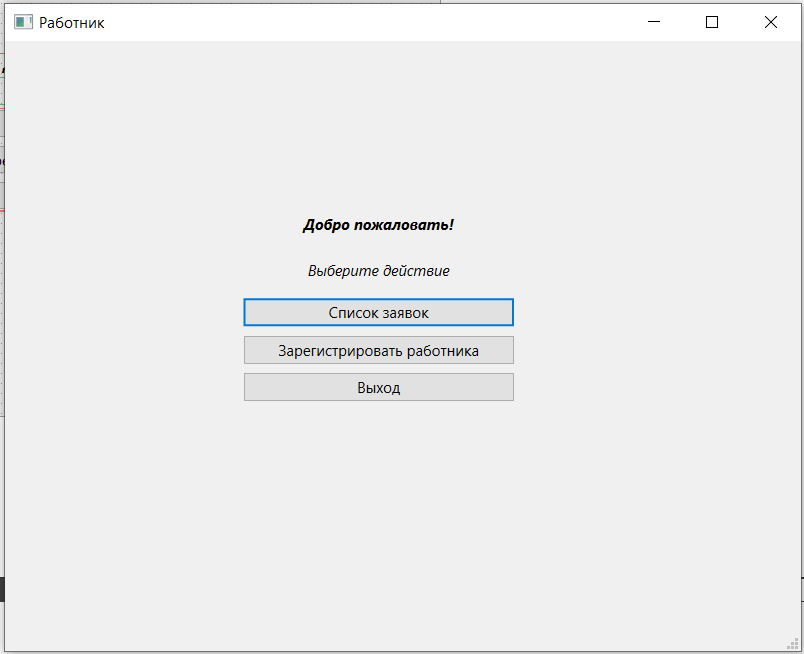 Работник
Добро пожаловать!
Выберите действие
Список заявок
Зарегистрировать работника
Выход